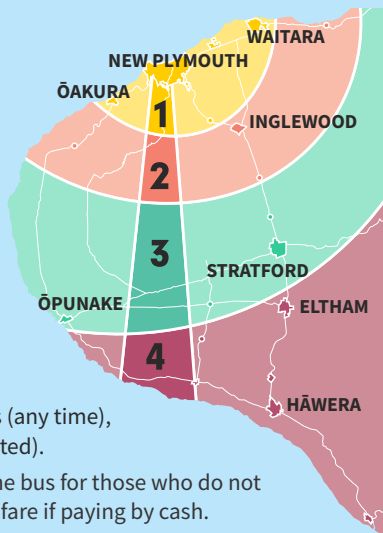 WAITARA
NEW PLYMOUTH
ŌAKURA
1
INGLEWOOD
2
3
STRATFORD
ŌPUNAKE
ELTHAM
4
HĀWERA
(any time),
ted).
ne bus for those who do not
fare if paying by cash.